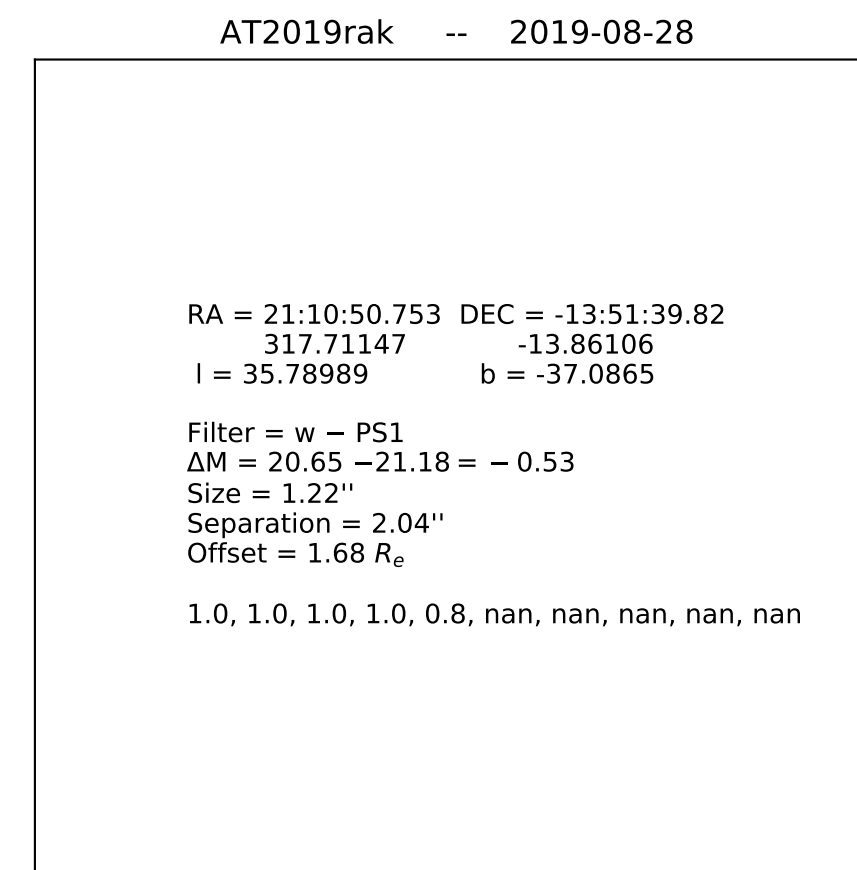 AT2019rak -- 2019-08-28
RA = 21:10:50.753 DEC = -13:51:39.82
317.71147 -13.86106
l = 35.78989 b = -37.0865
Filter = w − PS1
ΔM = 20.65 −21.18 = − 0.53
Size = 1.22''
Separation = 2.04''
Offset = 1.68 Re
1.0, 1.0, 1.0, 1.0, 0.8, nan, nan, nan, nan, nan